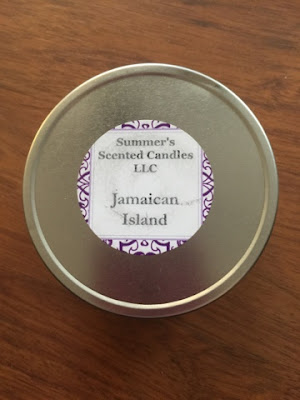 Summer's
Scented Candles
LLC
Jamaican
Island